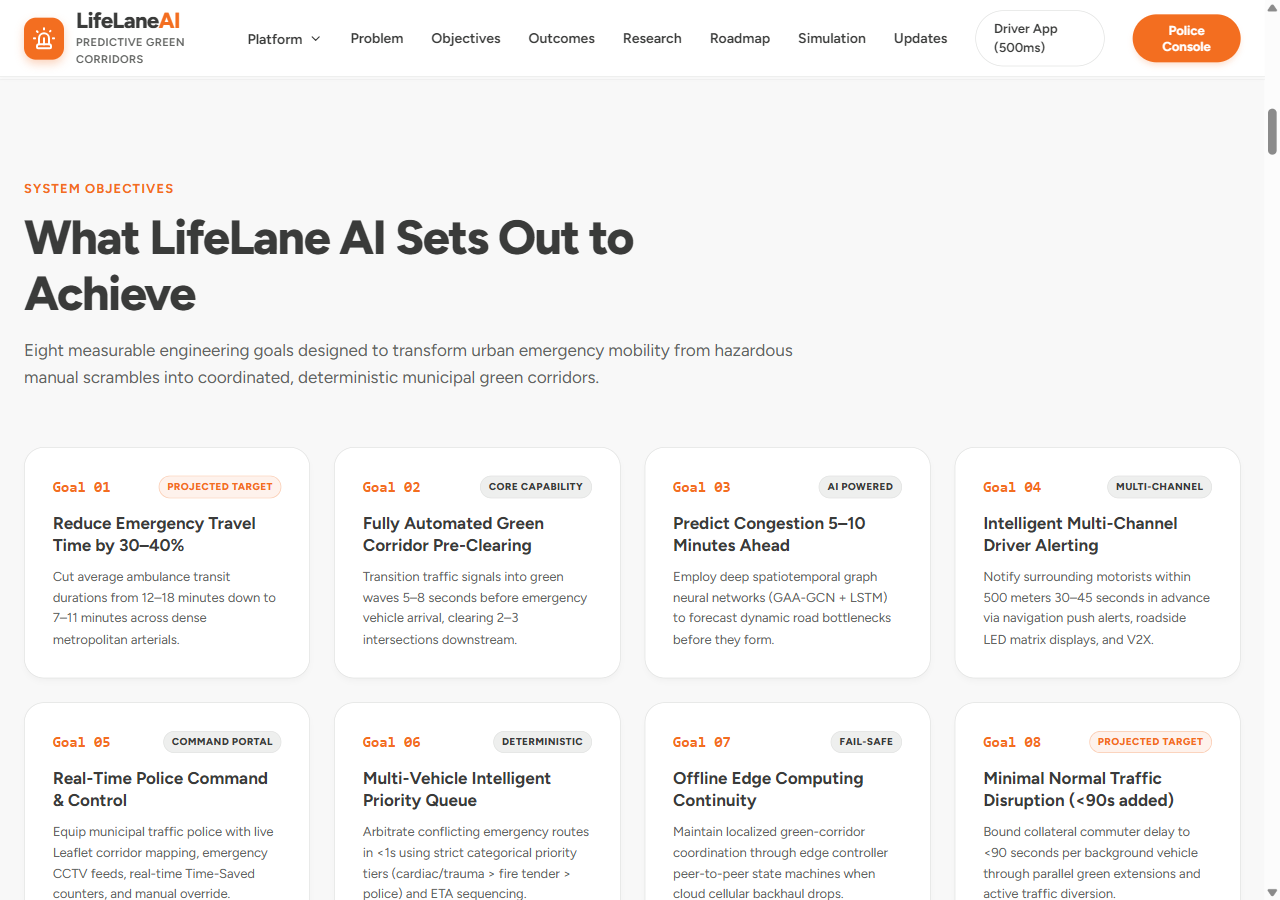 LifeLaneAI
PREDICTIVE GREEN
CORRIDORS
Platform
Problem
Objectives
Outcomes
Research
Roadmap
Simulation
Updates
Driver App
(500ms)
Police
Console
SYSTEM OBJECTIVES
What LifeLane AI Sets Out to
Achieve
Eight measurable engineering goals designed to transform urban emergency mobility from hazardous
manual scrambles into coordinated, deterministic municipal green corridors.
Goal 01
PROJECTED TARGET
Reduce Emergency Travel
Time by 30–40%
Cut average ambulance transit
durations from 12–18 minutes down to
7–11 minutes across dense
metropolitan arterials.
Goal 02
CORE CAPABILITY
Fully Automated Green
Corridor Pre-Clearing
Transition traffic signals into green
waves 5–8 seconds before emergency
vehicle arrival, clearing 2–3
intersections downstream.
Goal 03
AI POWERED
Predict Congestion 5–10
Minutes Ahead
Employ deep spatiotemporal graph
neural networks (GAA-GCN + LSTM)
to forecast dynamic road bottlenecks
before they form.
Goal 04
MULTI-CHANNEL
Intelligent Multi-Channel
Driver Alerting
Notify surrounding motorists within
500 meters 30–45 seconds in advance
via navigation push alerts, roadside
LED matrix displays, and V2X.
Goal 05
COMMAND PORTAL
Real-Time Police Command
& Control
Equip municipal traffic police with live
Leaflet corridor mapping, emergency
CCTV feeds, real-time Time-Saved
counters, and manual override.
Goal 06
DETERMINISTIC
Multi-Vehicle Intelligent
Priority Queue
Arbitrate conflicting emergency routes
in <1s using strict categorical priority
tiers (cardiac/trauma > fire tender >
police) and ETA sequencing.
Goal 07
FAIL-SAFE
Offline Edge Computing
Continuity
Maintain localized green-corridor
coordination through edge controller
peer-to-peer state machines when
cloud cellular backhaul drops.
Goal 08
PROJECTED TARGET
Minimal Normal Traffic
Disruption (<90s added)
Bound collateral commuter delay to
<90 seconds per background vehicle
through parallel green extensions and
active traffic diversion.